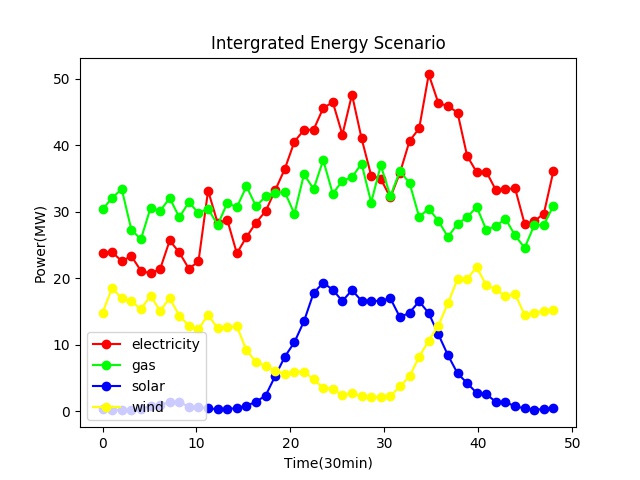 Intergrated Energy Scenario
Power(MW)
50
40
30
20
10
0
electricity
gas
solar
wind
0 10 20 30 40 50
Time(30min)